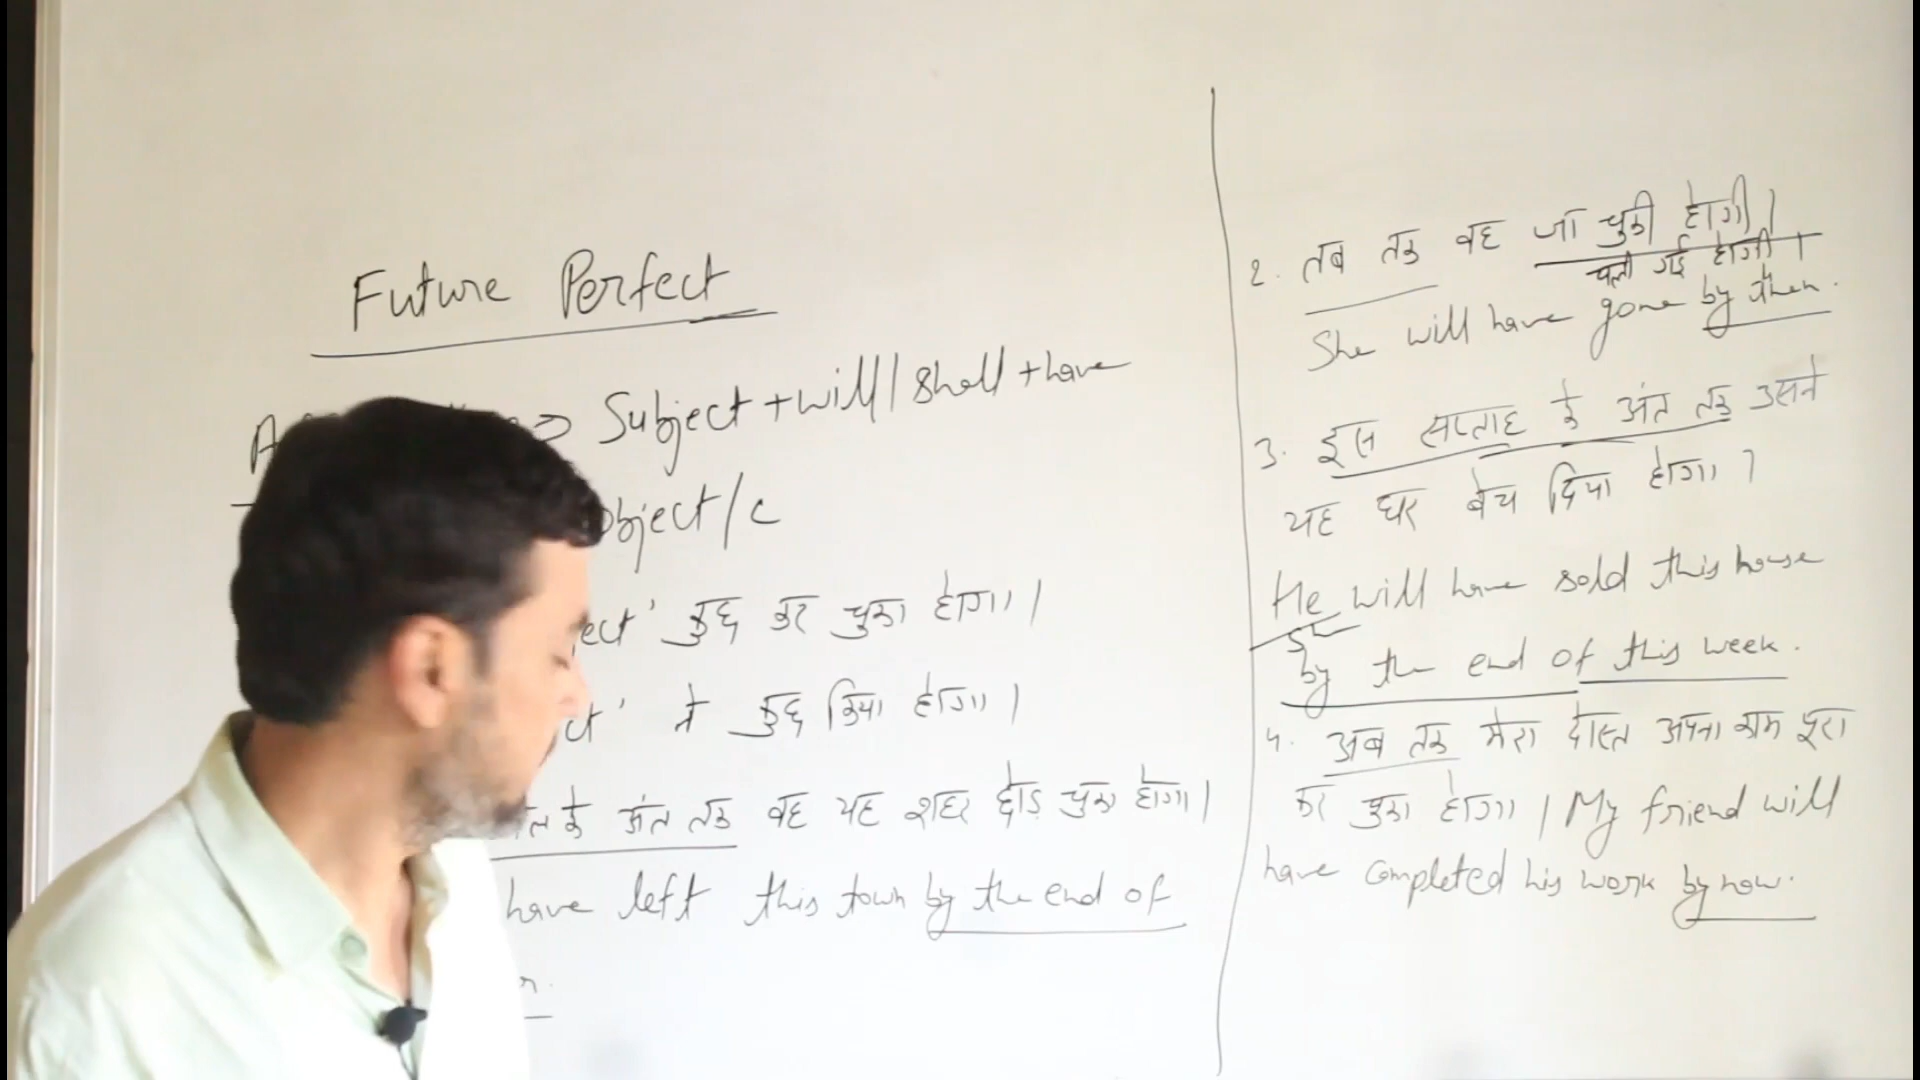 Future Perfect
=> Subject + will / shall + have
object / c
ect' कुछ कर चुका होगा।
ct' ने कुछ किया होगा।
के अंत तक वह यह शहर छोड़ चुका होगा।
have left this town by the end of
r.
2. तब तक वह जा चुकी होगी।
चली गई होगी।
She will have gone by then.
3. इस सप्ताह के अंत तक उसने
यह घर बेच दिया होगा।
He will have sold this house
by the end of this week.
4. अब तक मेरा दोस्त अपना काम पूरा
कर चुका होगा। My friend will
have completed his work by now.